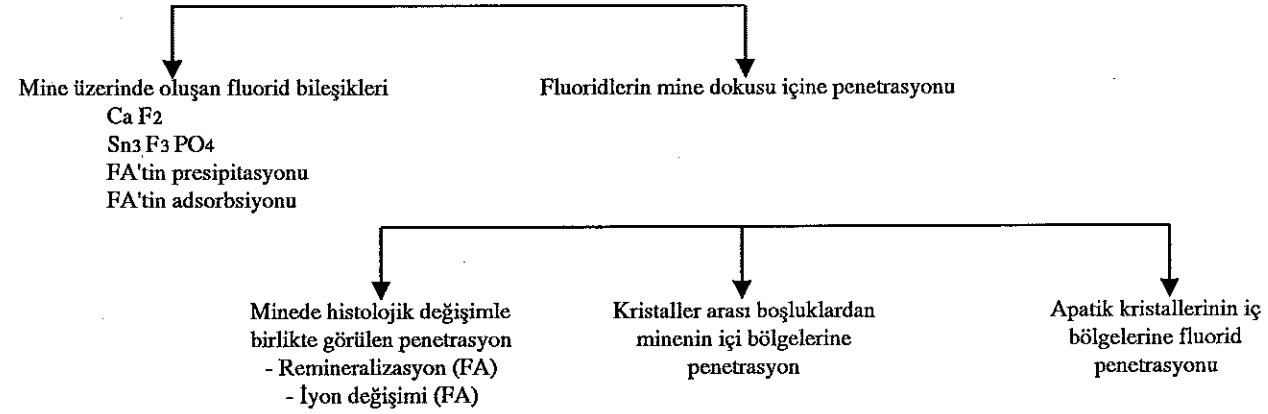 Mine üzerinde oluşan fluorid bileşikleri
Ca F2
Sn3 F3 PO4
FA'tin presipitasyonu
FA'tin adsorbsiyonu
Fluoridlerin mine dokusu içine penetrasyonu
Minede histolojik değişimle
birlikte görülen penetrasyon
- Remineralizasyon (FA)
- İyon değişimi (FA)
Kristaller arası boşluklardan
minenin içi bölgelerine
penetrasyon
Apatik kristallerinin iç
bölgelerine fluorid
penetrasyonu